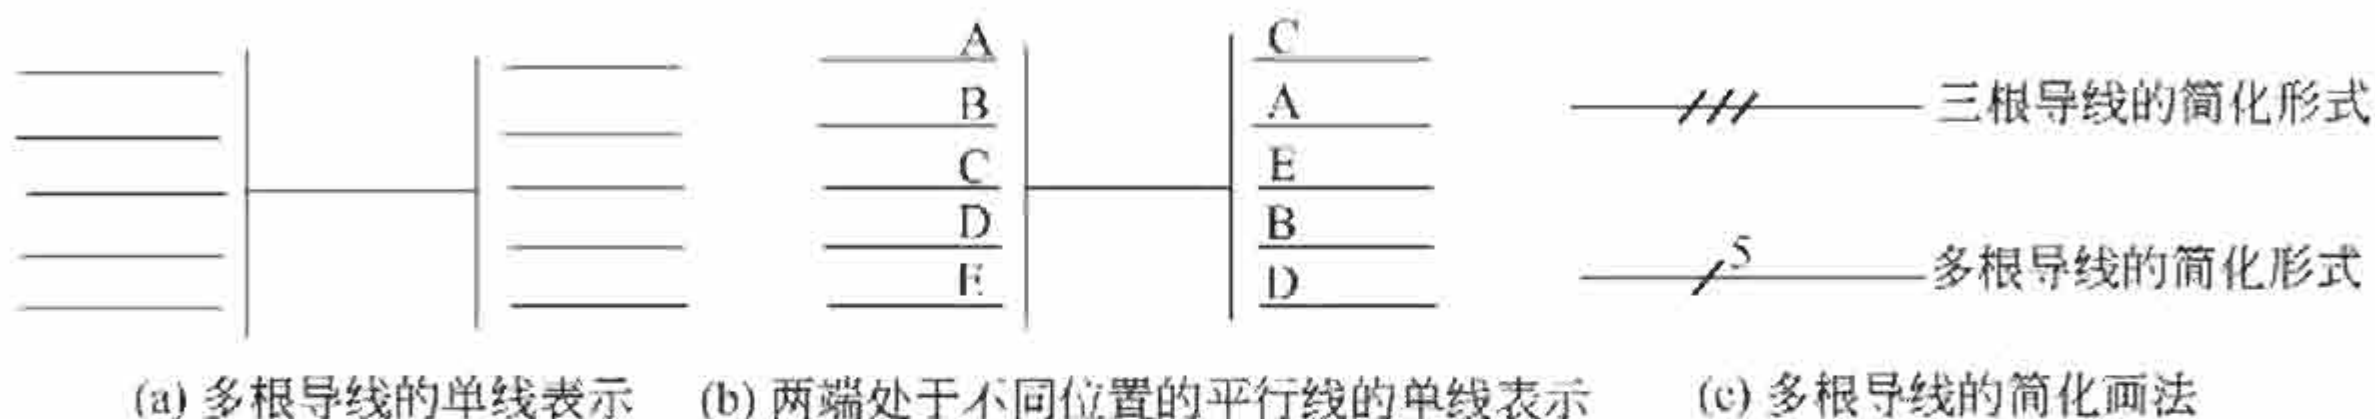 A
B
C
D
E
C
A
E
B
D
三根导线的简化形式
5
多根导线的简化形式
(a) 多根导线的单线表示
(b) 两端处于不同位置的平行线的单线表示
(c) 多根导线的简化画法